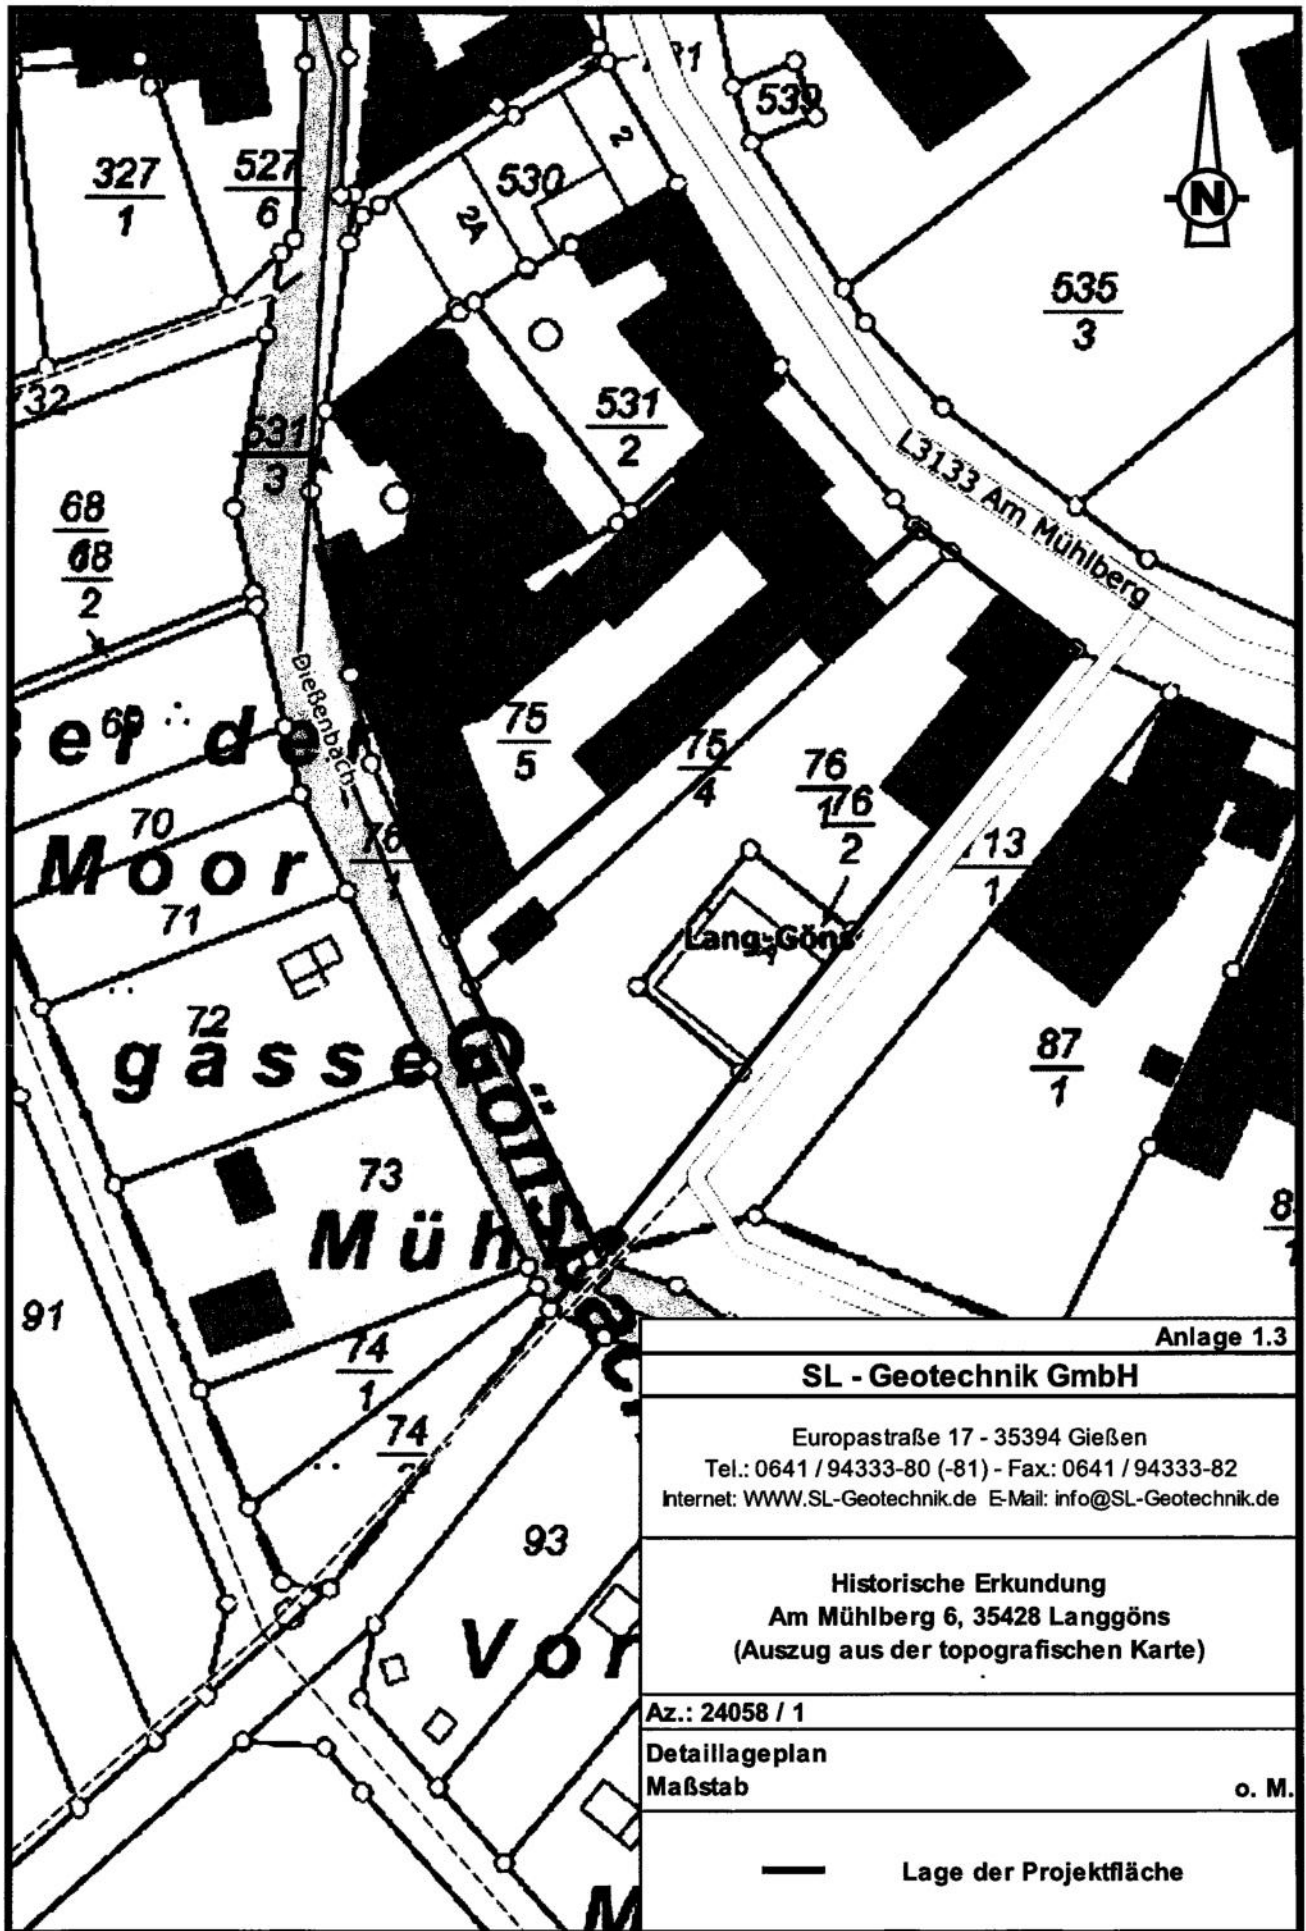 531
539
2
530
2A
327
1
527
6
N
535
3
732
531
2
531
3
L3133 Am Mühlberg
68
68
2
Dießenbach
69
der
75
5
75
4
76
1
76
2
70
Moor
76
71
713
1
Lang-Göns
72
gasse
87
1
73
Müh
91
74
1
74
93
Vor
M
Anlage 1.3
SL - Geotechnik GmbH
Europastraße 17 - 35394 Gießen
Tel.: 0641 / 94333-80 (-81) - Fax.: 0641 / 94333-82
Internet: WWW.SL-Geotechnik.de E-Mail: info@SL-Geotechnik.de
Historische Erkundung
Am Mühlberg 6, 35428 Langgöns
(Auszug aus der topografischen Karte)
Az.: 24058 / 1
Detaillageplan
Maßstab o. M.
Lage der Projektfläche